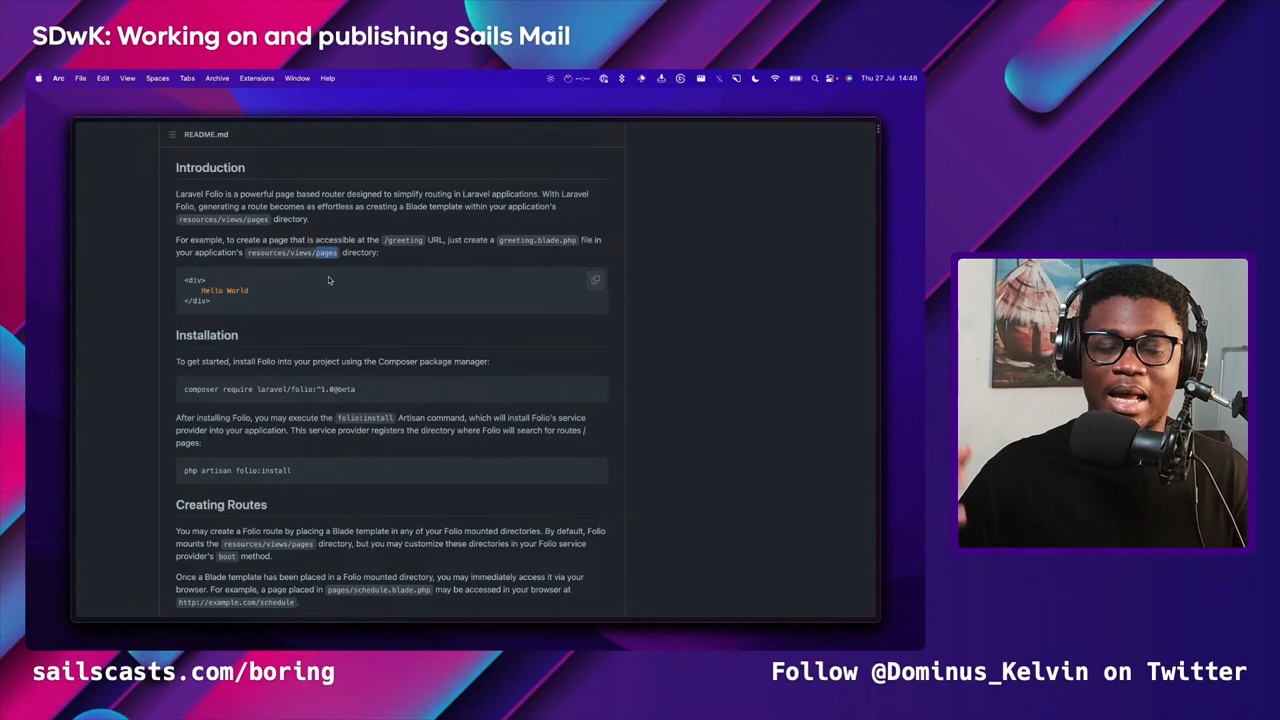 SDwK: Working on and publishing Sails Mail
Arc File Edit View Spaces Tabs Archive Extensions Window Help
Thu 27 Jul 14:48
README.md
Introduction
Laravel Folio is a powerful page based router designed to simplify routing in Laravel applications. With Laravel
Folio, generating a route becomes as effortless as creating a Blade template within your application's
resources/views/pages directory.
For example, to create a page that is accessible at the /greeting URL, just create a greeting.blade.php file in
your application's resources/views/pages directory:
<div>
Hello World
</div>
Installation
To get started, install Folio into your project using the Composer package manager:
composer require laravel/folio:^1.0@beta
After installing Folio, you may execute the folio:install Artisan command, which will install Folio's service
provider into your application. This service provider registers the directory where Folio will search for routes /
pages:
php artisan folio:install
Creating Routes
You may create a Folio route by placing a Blade template in any of your Folio mounted directories. By default, Folio
mounts the resources/views/pages directory, but you may customize these directories in your Folio service
provider's boot method.
Once a Blade template has been placed in a Folio mounted directory, you may immediately access it via your
browser. For example, a page placed in pages/schedule.blade.php may be accessed in your browser at
http://example.com/schedule.
sailscasts.com/boring
Follow @Dominus_Kelvin on Twitter